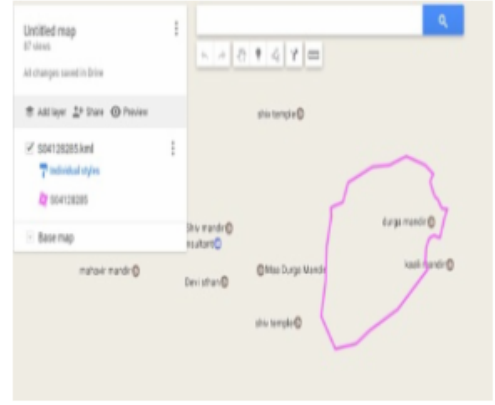 Untitled map
87 views
All changes saved in Drive
Add layer Share Preview
S04128285.kml
Individual styles
S04128285
Base map
shiv temple
durga mandir
Shiv mandir
nsultant
kaali mandir
mahavir mandir
Devi sthan
Maa Durga Mandir
shiv temple